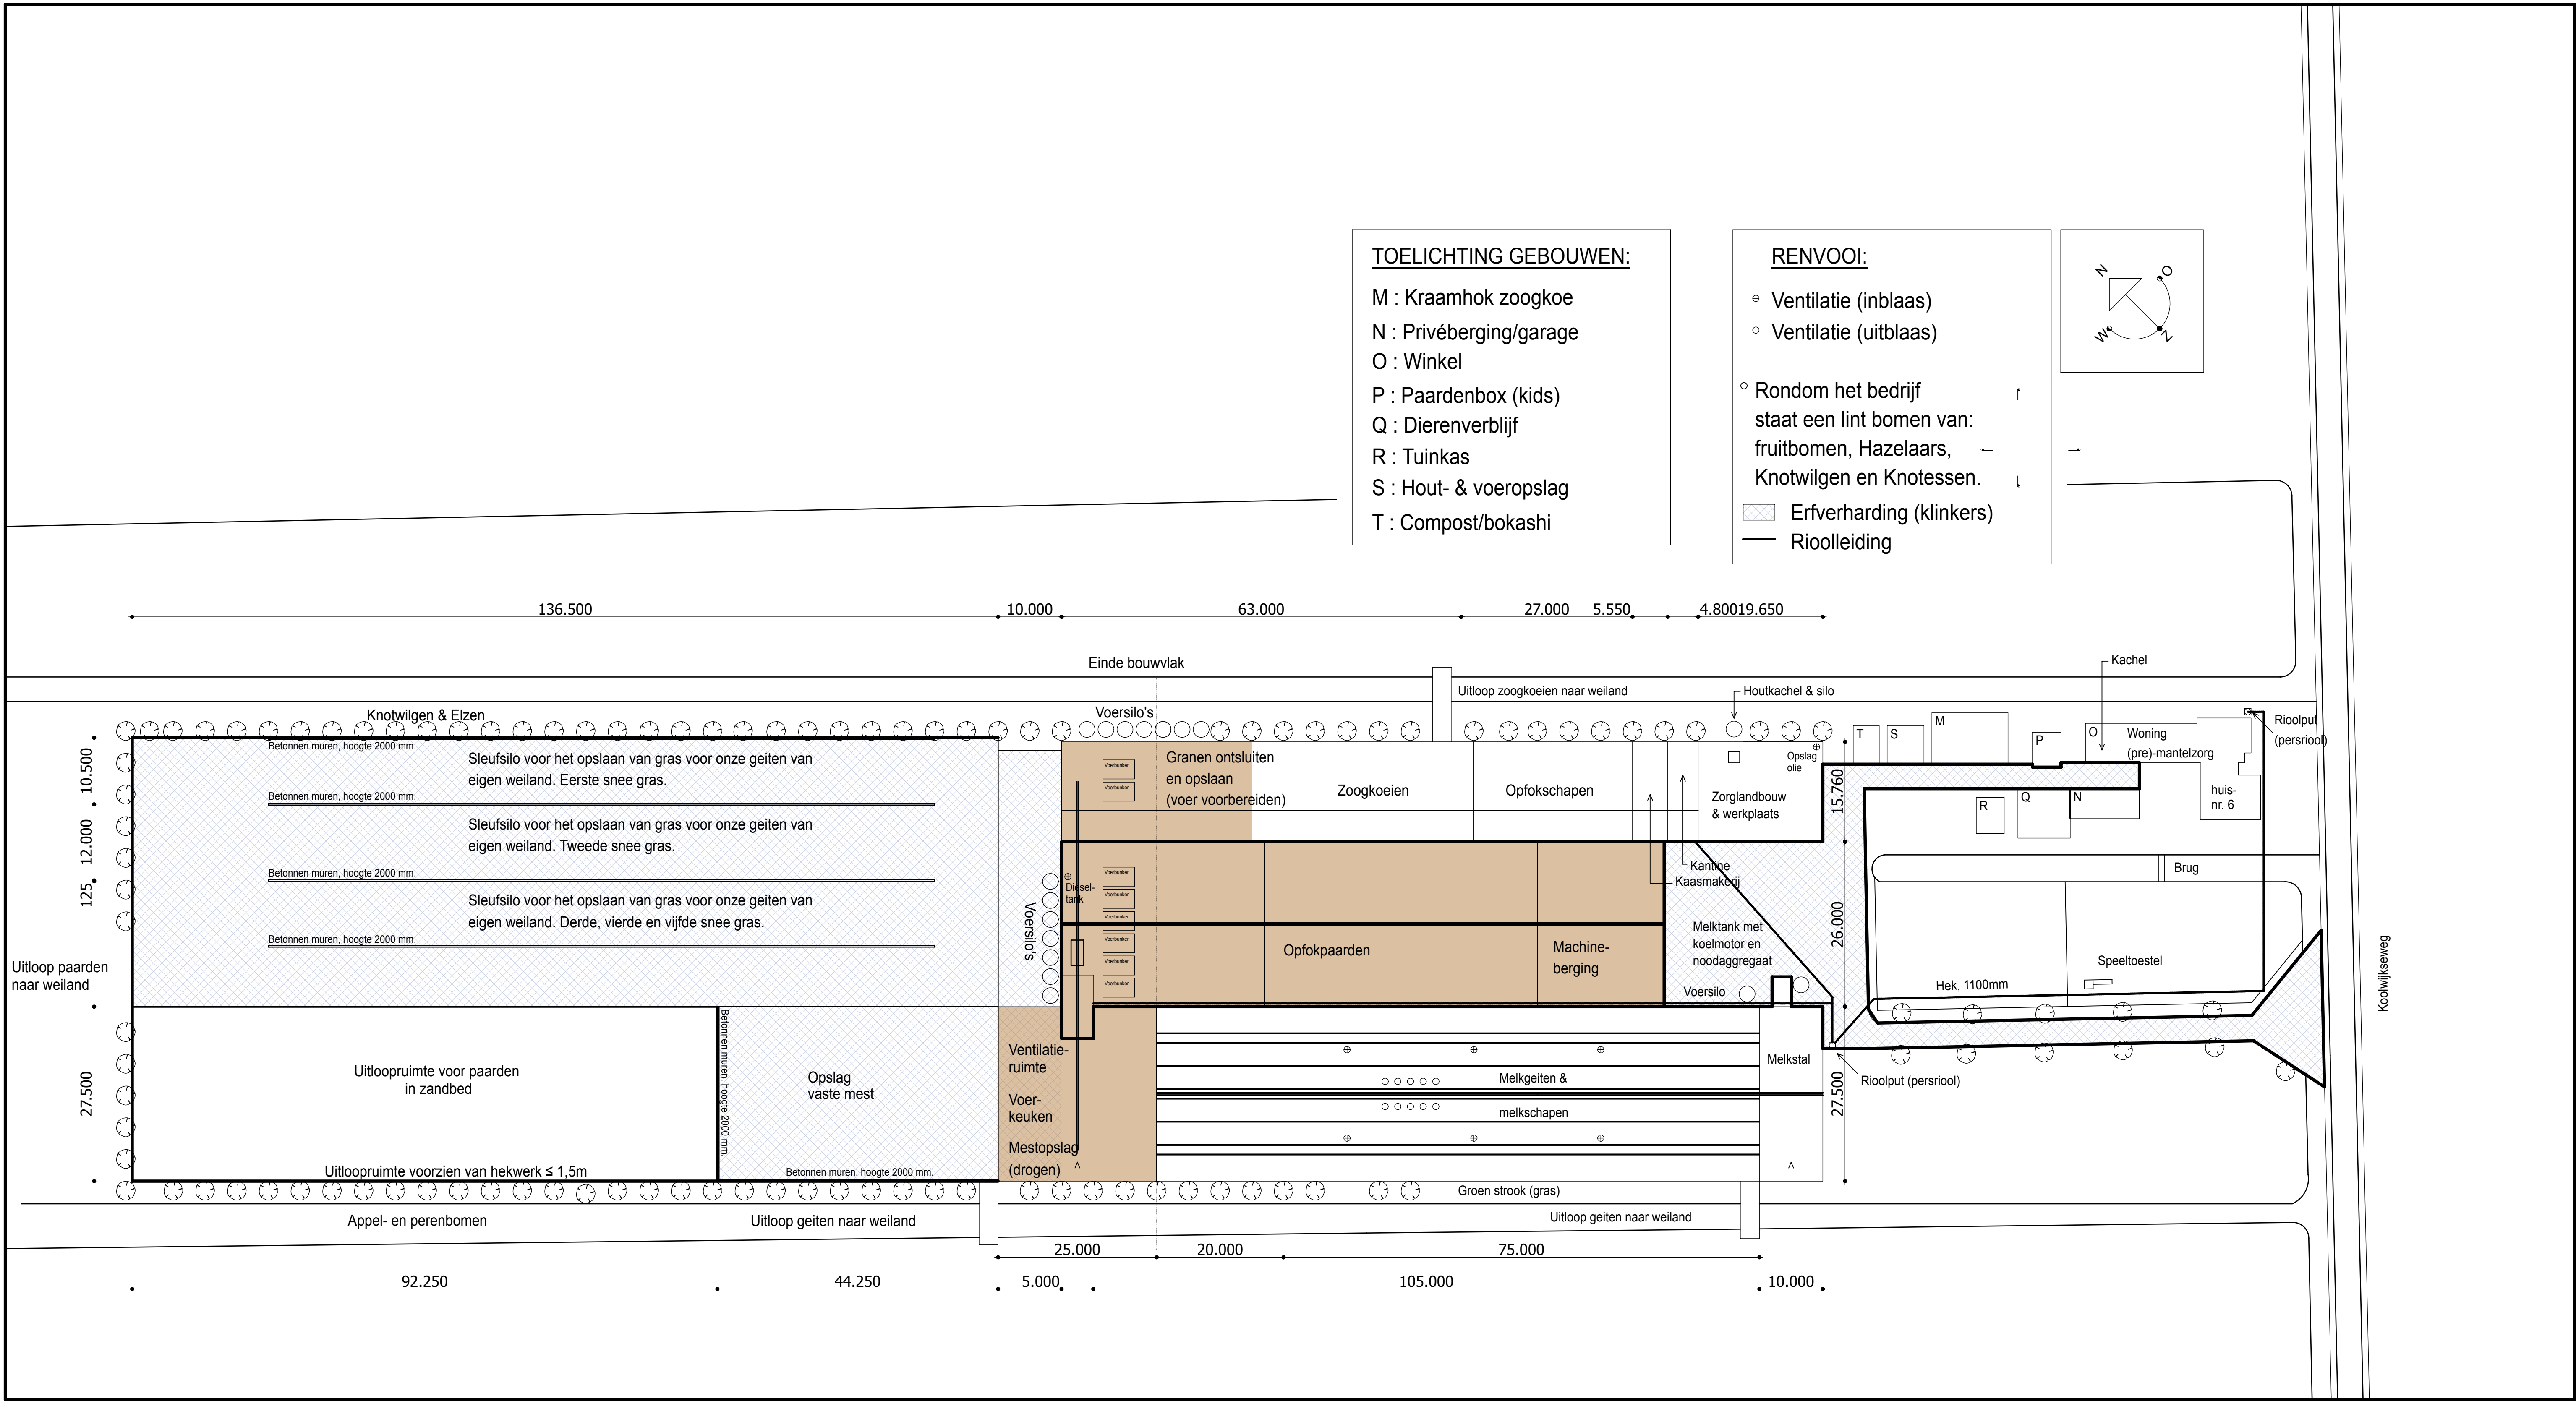 TOELICHTING GEBOUWEN:
M : Kraamhok zoogkoe
N : Privéberging/garage
O : Winkel
P : Paardenbox (kids)
Q : Dierenverblijf
R : Tuinkas
S : Hout- & voeropslag
T : Compost/bokashi
RENVOOI:
Ventilatie (inblaas)
Ventilatie (uitblaas)
Rondom het bedrijf
staat een lint bomen van:
fruitbomen, Hazelaars,
Knotwilgen en Knotessen.
Erfverharding (klinkers)
Rioolleiding
N
O
W
Z
136.500
10.000
63.000
27.000
5.550
4.800
19.650
Einde bouwvlak
Kachel
Uitloop zoogkoeien naar weiland
Houtkachel & silo
Knotwilgen & Elzen
Voersilo's
Rioolput
(persriool)
Betonnen muren, hoogte 2000 mm.
Sleufsilo voor het opslaan van gras voor onze geiten van
eigen weiland. Eerste snee gras.
Betonnen muren, hoogte 2000 mm.
Sleufsilo voor het opslaan van gras voor onze geiten van
eigen weiland. Tweede snee gras.
Betonnen muren, hoogte 2000 mm.
Sleufsilo voor het opslaan van gras voor onze geiten van
eigen weiland. Derde, vierde en vijfde snee gras.
Betonnen muren, hoogte 2000 mm.
10.500
12.000
125
27.500
Uitloop paarden
naar weiland
Voersilo's
Voerbunker
Voerbunker
Granen ontsluiten
en opslaan
(voer voorbereiden)
Zoogkoeien
Opfokschapen
Zorglandbouw
& werkplaats
Opslag
olie
15.760
T
S
M
P
O
Woning
(pre)-mantelzorg
R
Q
N
huis-
nr. 6
Kantine
Kaasmakerij
Diesel-
tank
Voerbunker
Voerbunker
Voerbunker
Voerbunker
Voerbunker
Voerbunker
Opfokpaarden
Machine-
berging
Melktank met
koelmotor en
noodaggregaat
Voersilo
26.000
Brug
Speeltoestel
Hek, 1100mm
Koolwijkseweg
Uitloopruimte voor paarden
in zandbed
Uitloopruimte voorzien van hekwerk ≤ 1,5m
Betonnen muren, hoogte 2000 mm.
Opslag
vaste mest
Betonnen muren, hoogte 2000 mm.
Ventilatie-
ruimte
Voer-
keuken
Mestopslag
(drogen)
Melkgeiten &
melkschapen
Melkstal
27.500
Rioolput (persriool)
Groen strook (gras)
Appel- en perenbomen
Uitloop geiten naar weiland
Uitloop geiten naar weiland
25.000
20.000
75.000
92.250
44.250
5.000
105.000
10.000